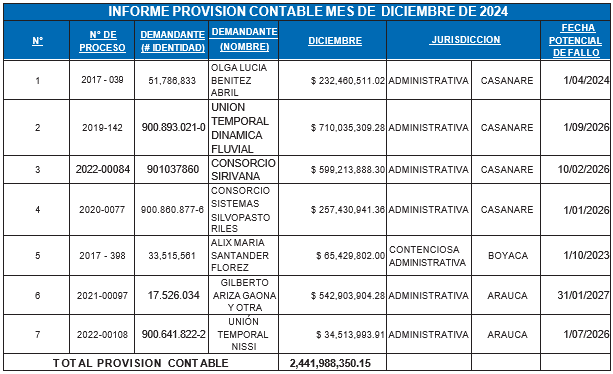 INFORME PROVISION CONTABLE MES DE DICIEMBRE DE 2024
N° N° DE PROCESO DEMANDANTE (# IDENTIDAD) DEMANDANTE (NOMBRE) DICIEMBRE JURISDICCION FECHA POTENCIAL DE FALLO
1 2017 - 039 51,786,833 OLGA LUCIA BENITEZ ABRIL $ 232,460,511.02 ADMINISTRATIVA CASANARE 1/04/2024
2 2019-142 900.893.021-0 UNION TEMPORAL DINAMICA FLUVIAL $ 710,035,309.28 ADMINISTRATIVA CASANARE 1/09/2026
3 2022-00084 901037860 CONSORCIO SIRIVANA $ 599,213,888.30 ADMINISTRATIVA CASANARE 10/02/2026
4 2020-0077 900.860.877-6 CONSORCIO SISTEMAS SILVOPASTO RILES $ 257,430,941.36 ADMINISTRATIVA CASANARE 1/01/2026
5 2017 - 398 33,515,561 ALIX MARIA SANTANDER FLOREZ $ 65,429,802.00 CONTENCIOSA ADMINISTRATIVA BOYACA 1/10/2023
6 2021-00097 17.526.034 GILBERTO ARIZA GAONA Y OTRA $ 542,903,904.28 ADMINISTRATIVA ARAUCA 31/01/2027
7 2022-00108 900.641.822-2 UNIÓN TEMPORAL NISSI $ 34,513,993.91 ADMINISTRATIVA ARAUCA 1/07/2026
TOTAL PROVISION CONTABLE 2,441,988,350.15